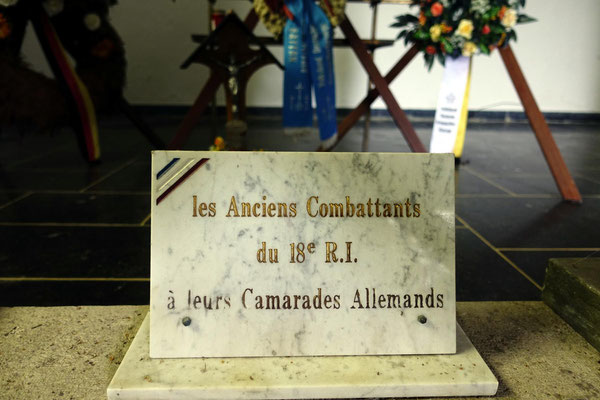 les Anciens Combattants
du 18e R.I.
à leurs Camarades Allemands